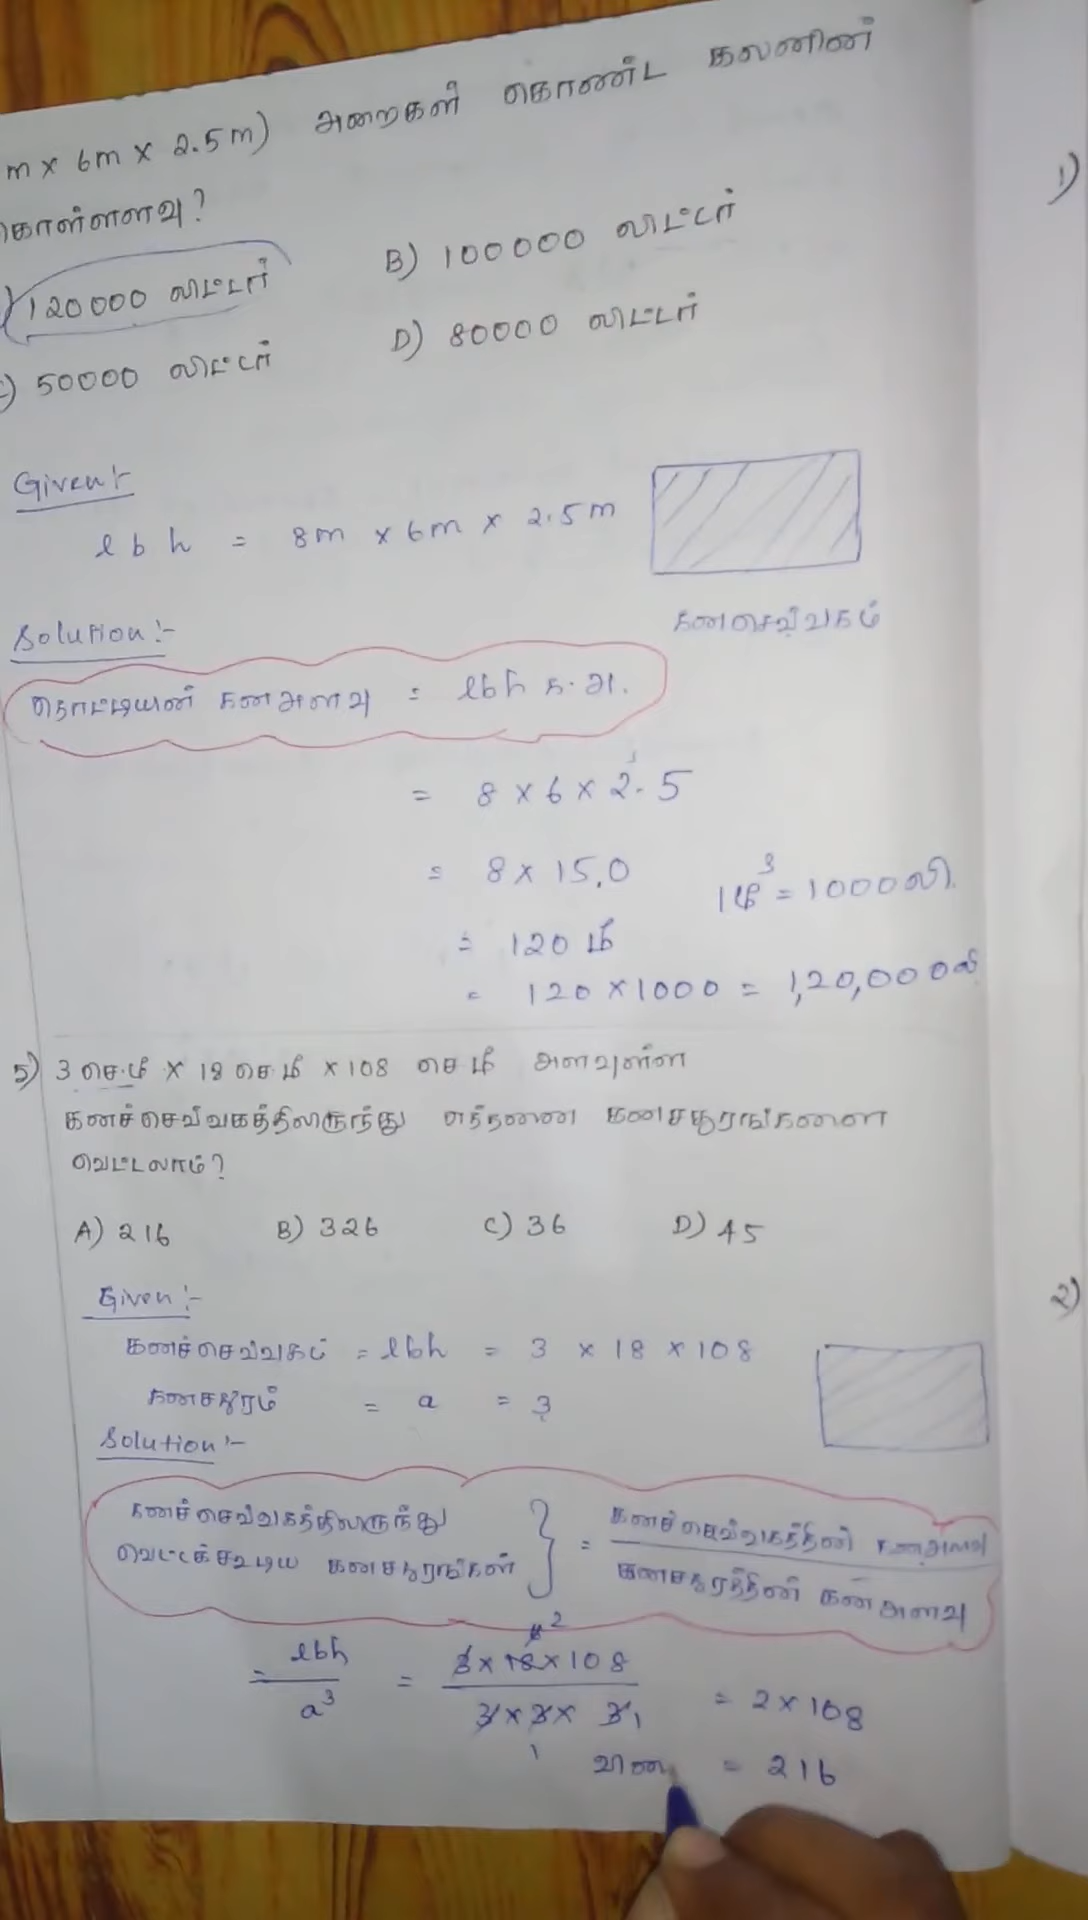 m x 6m x 2.5m) அறைகள் கொண்ட கலனின்
கொள்ளளவு?
120000 லிட்டர்
B) 100000 லிட்டர்
C) 50000 லிட்டர்
D) 80000 லிட்டர்
Given:-
l b h = 8m x 6m x 2.5m
கனசெவ்வகம்
Solution:-
தொட்டியின் கனஅளவு = lbh க.அ.
= 8 x 6 x 2.5
= 8 x 15.0
1மீ³ = 1000லி.
= 120 மீ
= 120 x 1000 = 1,20,000லி
5) 3 செ.மீ x 18 செ.மீ x 108 செ மீ அளவுள்ள
கனச்செவ்வகத்திலிருந்து எத்தனை கனசதுரங்களை
வெட்டலாம்?
A) 216 B) 326 C) 36 D) 45
Given:-
கனச்செவ்வகம் = lbh = 3 x 18 x 108
கனசதுரம் = a = 3
Solution:-
கனச்செவ்வகத்திலிருந்து
வெட்டக்கூடிய கனசதுரங்கள் } = கனச்செவ்வகத்தின் கனஅளவு
கனசதுரத்தின் கனஅளவு
= lbh / a³ = 3 x 18 x 108 / 3 x 3 x 3 = 2 x 108
= 216
1)
2)